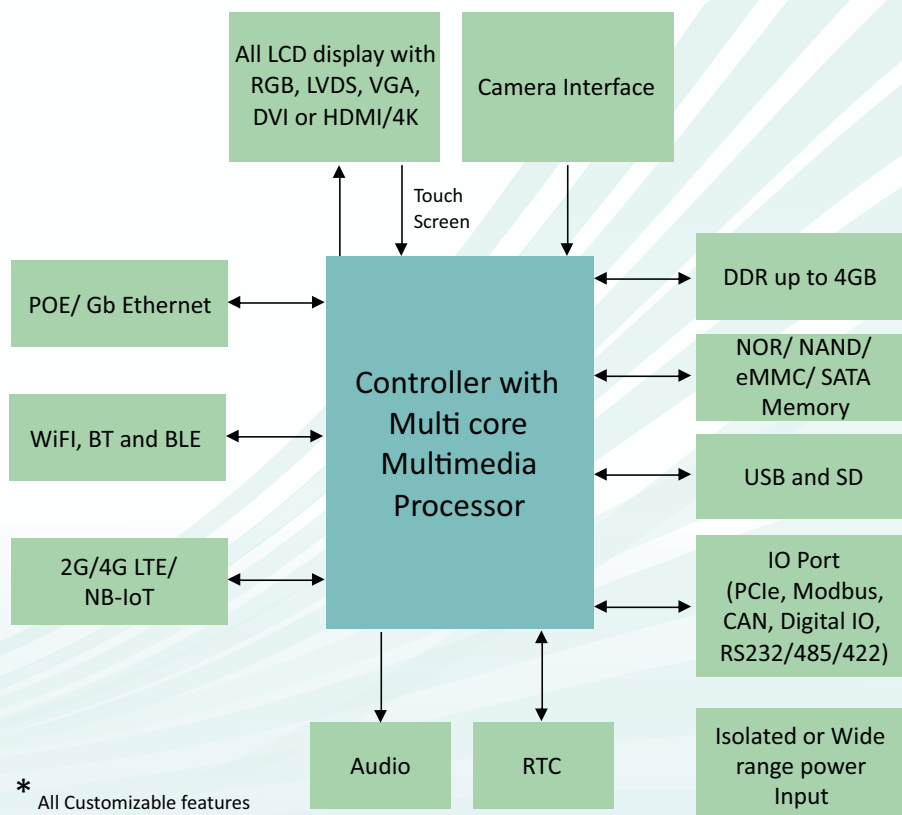 All LCD display with
RGB, LVDS, VGA,
DVI or HDMI/4K
Camera Interface
Touch
Screen
POE/ Gb Ethernet
WiFI, BT and BLE
2G/4G LTE/
NB-IoT
Controller with
Multi core
Multimedia
Processor
DDR up to 4GB
NOR/ NAND/
eMMC/ SATA
Memory
USB and SD
IO Port
(PCIe, Modbus,
CAN, Digital IO,
RS232/485/422)
Audio
RTC
Isolated or Wide
range power
Input
* All Customizable features